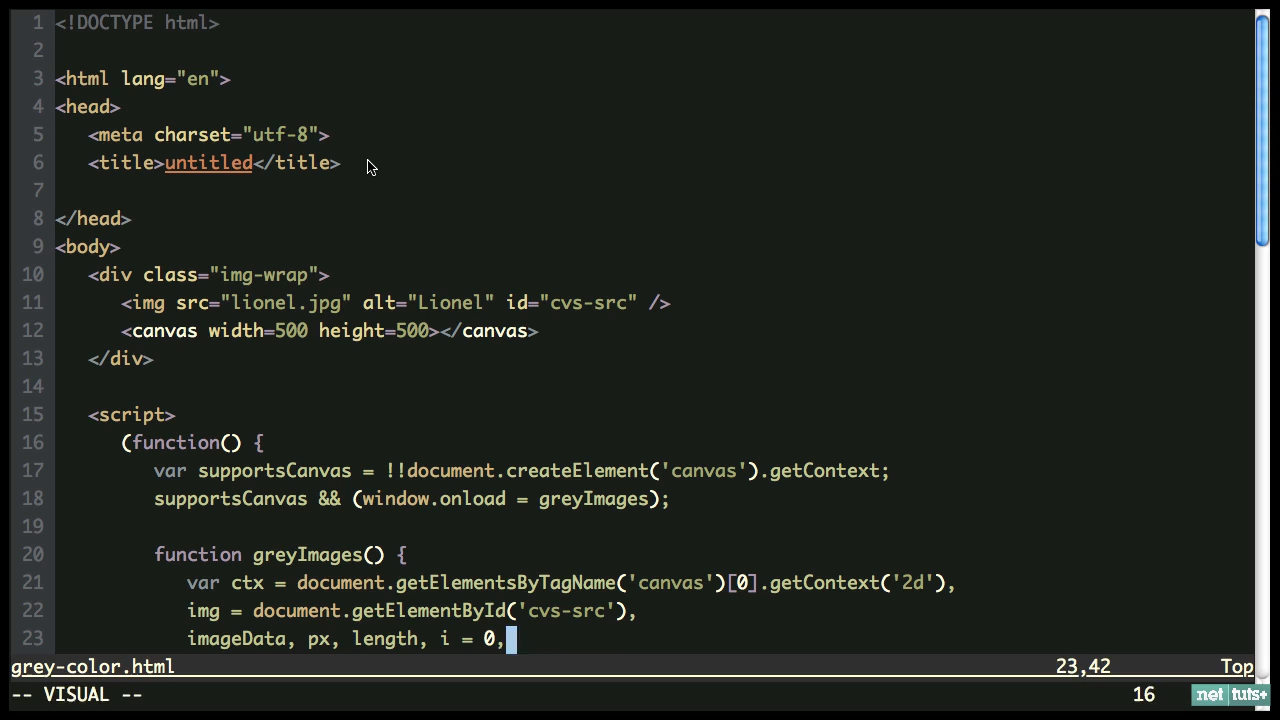 1 <!DOCTYPE html>
2
3 <html lang="en">
4 <head>
5    <meta charset="utf-8">
6    <title>untitled</title>
7
8 </head>
9 <body>
10    <div class="img-wrap">
11       <img src="lionel.jpg" alt="Lionel" id="cvs-src" />
12       <canvas width=500 height=500></canvas>
13    </div>
14
15    <script>
16       (function() {
17          var supportsCanvas = !!document.createElement('canvas').getContext;
18          supportsCanvas && (window.onload = greyImages);
19
20          function greyImages() {
21             var ctx = document.getElementsByTagName('canvas')[0].getContext('2d'),
22             img = document.getElementById('cvs-src'),
23             imageData, px, length, i = 0,
grey-color.html 23,42 Top
-- VISUAL -- 16 net tuts+